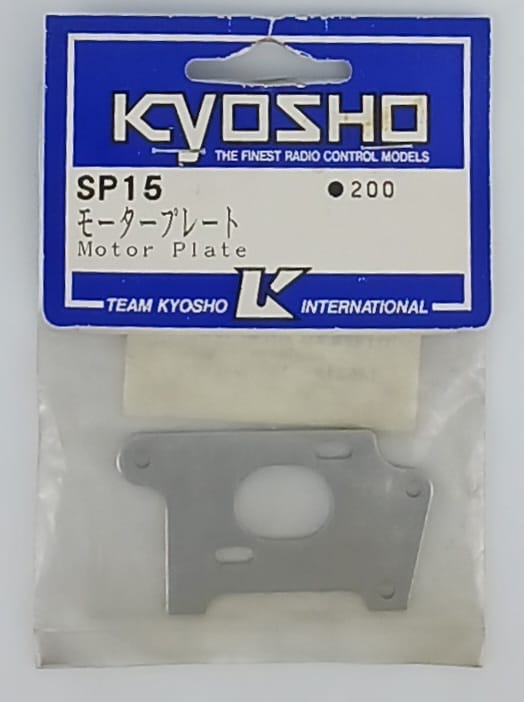 KYOSHO
THE FINEST RADIO CONTROL MODELS
SP15 ●200
モータープレート
Motor Plate
TEAM KYOSHO K INTERNATIONAL